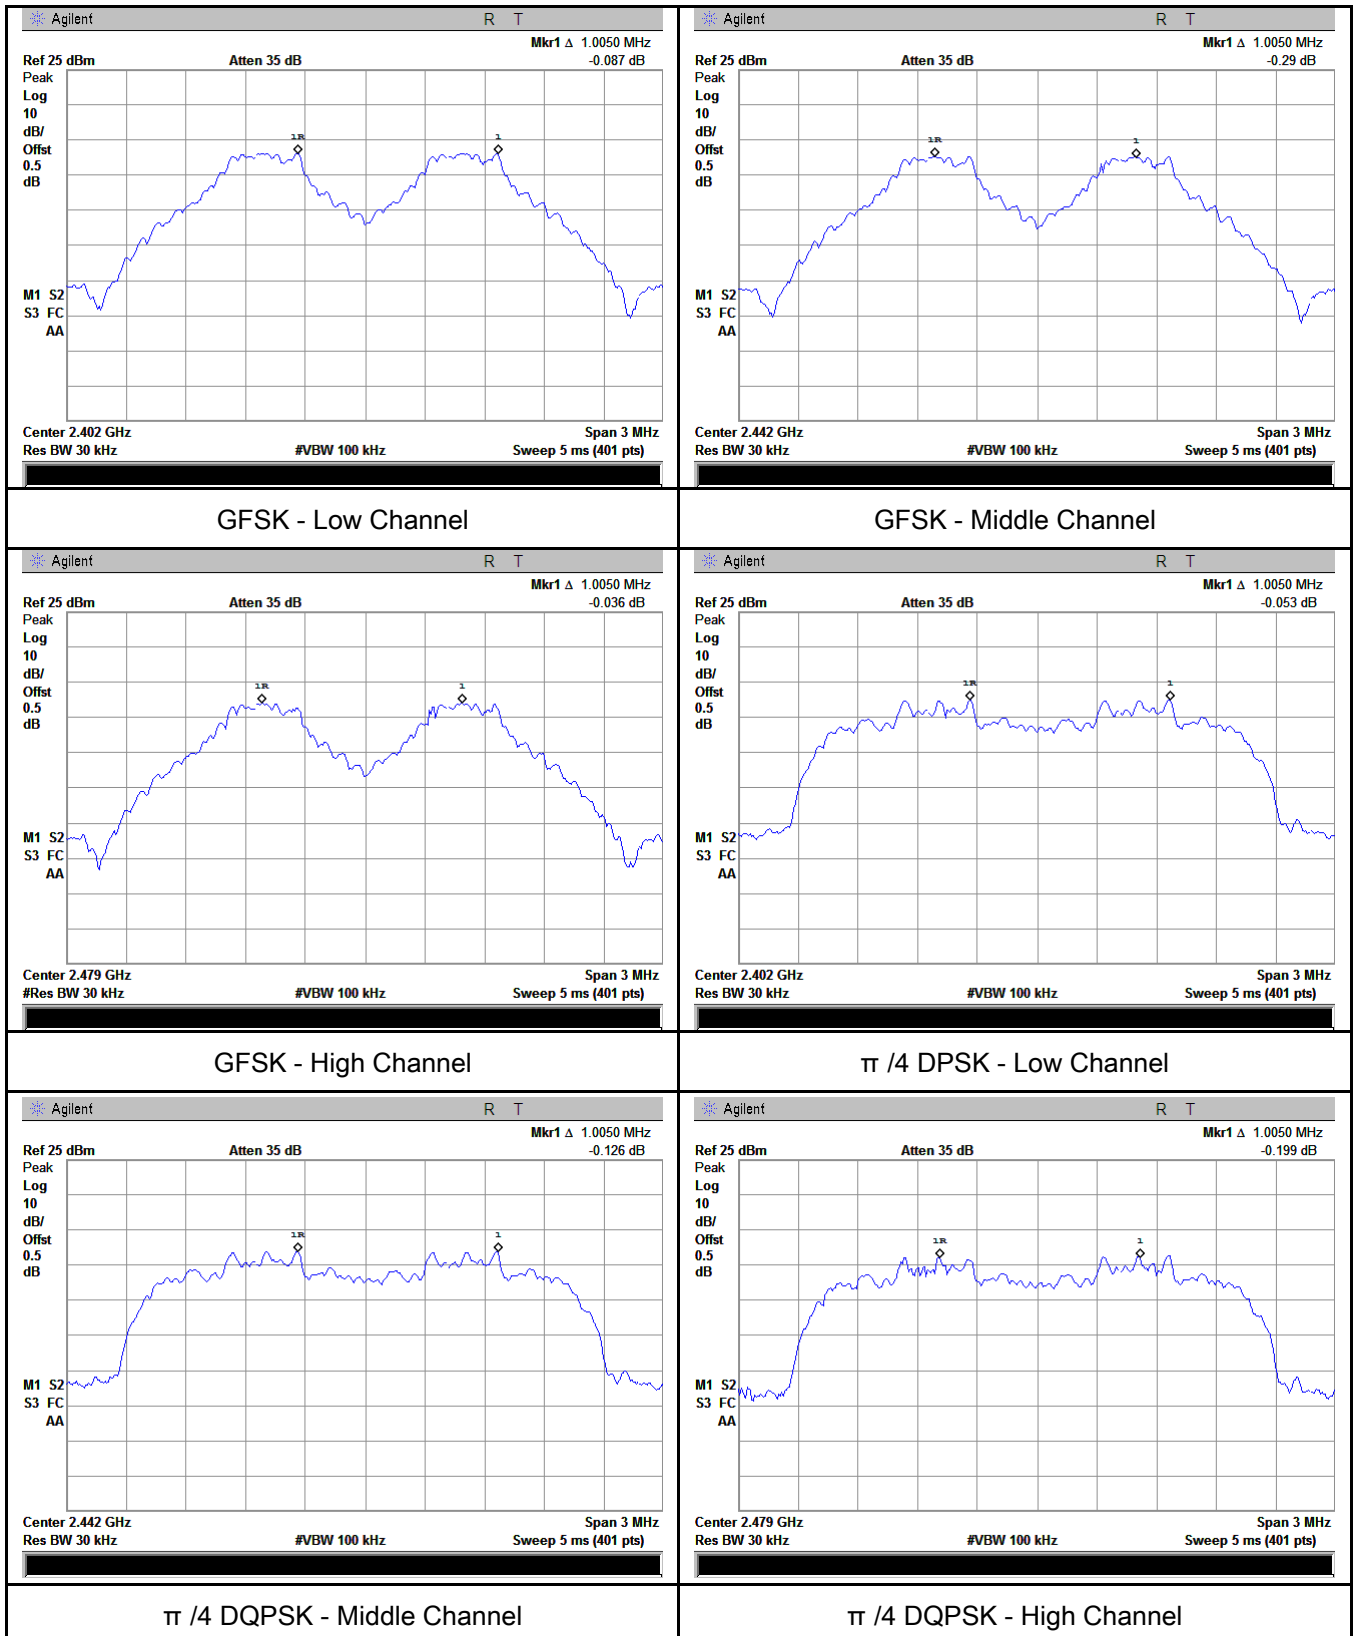 Agilent R T
Mkr1 Δ 1.0050 MHz
Ref 25 dBm Atten 35 dB -0.087 dB
Peak
Log
10
dB/
Offst
0.5
dB
1R 1
M1 S2
S3 FC
AA
Center 2.402 GHz Span 3 MHz
Res BW 30 kHz #VBW 100 kHz Sweep 5 ms (401 pts)
GFSK - Low Channel
Agilent R T
Mkr1 Δ 1.0050 MHz
Ref 25 dBm Atten 35 dB -0.29 dB
Peak
Log
10
dB/
Offst
0.5
dB
1R 1
M1 S2
S3 FC
AA
Center 2.442 GHz Span 3 MHz
Res BW 30 kHz #VBW 100 kHz Sweep 5 ms (401 pts)
GFSK - Middle Channel
Agilent R T
Mkr1 Δ 1.0050 MHz
Ref 25 dBm Atten 35 dB -0.036 dB
Peak
Log
10
dB/
Offst
0.5
dB
1R 1
M1 S2
S3 FC
AA
Center 2.479 GHz Span 3 MHz
#Res BW 30 kHz #VBW 100 kHz Sweep 5 ms (401 pts)
GFSK - High Channel
Agilent R T
Mkr1 Δ 1.0050 MHz
Ref 25 dBm Atten 35 dB -0.053 dB
Peak
Log
10
dB/
Offst
0.5
dB
1R 1
M1 S2
S3 FC
AA
Center 2.402 GHz Span 3 MHz
Res BW 30 kHz #VBW 100 kHz Sweep 5 ms (401 pts)
π /4 DPSK - Low Channel
Agilent R T
Mkr1 Δ 1.0050 MHz
Ref 25 dBm Atten 35 dB -0.126 dB
Peak
Log
10
dB/
Offst
0.5
dB
1R 1
M1 S2
S3 FC
AA
Center 2.442 GHz Span 3 MHz
Res BW 30 kHz #VBW 100 kHz Sweep 5 ms (401 pts)
π /4 DQPSK - Middle Channel
Agilent R T
Mkr1 Δ 1.0050 MHz
Ref 25 dBm Atten 35 dB -0.199 dB
Peak
Log
10
dB/
Offst
0.5
dB
1R 1
M1 S2
S3 FC
AA
Center 2.479 GHz Span 3 MHz
Res BW 30 kHz #VBW 100 kHz Sweep 5 ms (401 pts)
π /4 DQPSK - High Channel